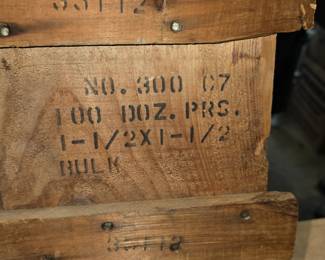 NO. 300 C7
100 DOZ. PRS.
1-1/2X1-1/2
BULK